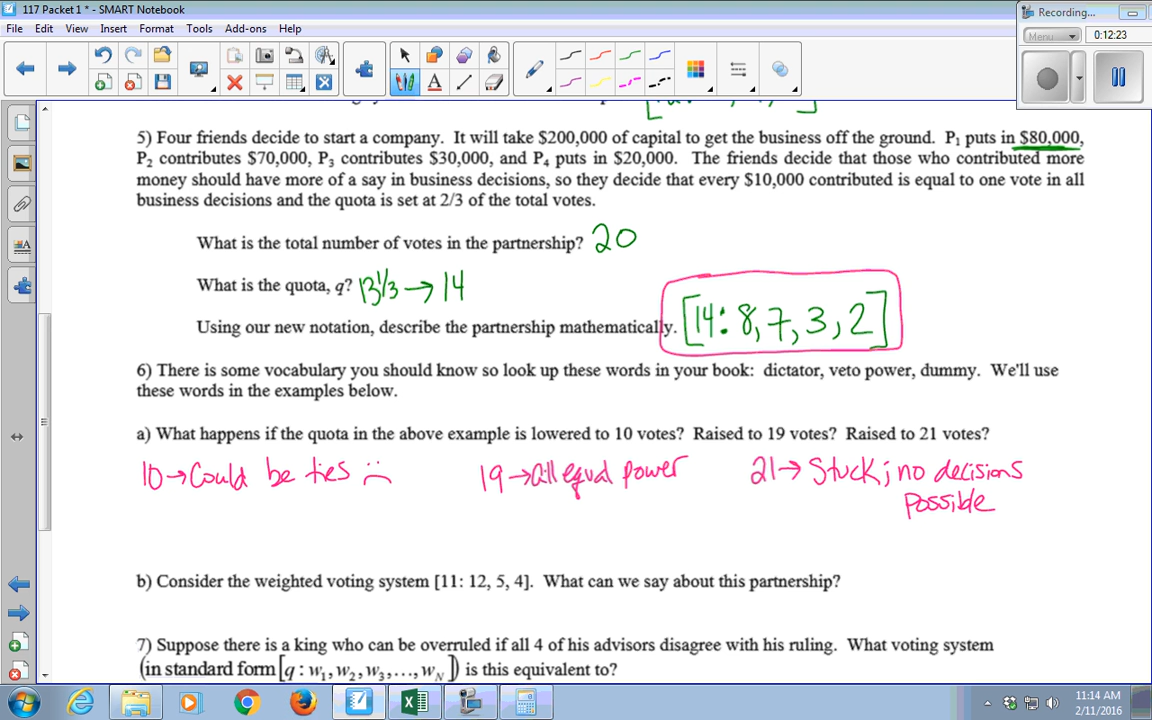 117 Packet 1 * - SMART Notebook
Recording...
File Edit View Insert Format Tools Add-ons Help
Menu
0:12:23
5) Four friends decide to start a company. It will take $200,000 of capital to get the business off the ground. P1 puts in $80,000,
P2 contributes $70,000, P3 contributes $30,000, and P4 puts in $20,000. The friends decide that those who contributed more
money should have more of a say in business decisions, so they decide that every $10,000 contributed is equal to one vote in all
business decisions and the quota is set at 2/3 of the total votes.
What is the total number of votes in the partnership? 20
What is the quota, q? 13 1/3 → 14
Using our new notation, describe the partnership mathematically. [14: 8, 7, 3, 2]
6) There is some vocabulary you should know so look up these words in your book: dictator, veto power, dummy. We'll use
these words in the examples below.
a) What happens if the quota in the above example is lowered to 10 votes? Raised to 19 votes? Raised to 21 votes?
10 → Could be ties :( 19 → all equal power 21 → Stuck; no decisions
possible
b) Consider the weighted voting system [11: 12, 5, 4]. What can we say about this partnership?
7) Suppose there is a king who can be overruled if all 4 of his advisors disagree with his ruling. What voting system
(in standard form [q : w1, w2, w3, ..., wN]) is this equivalent to?
11:14 AM
2/11/2016